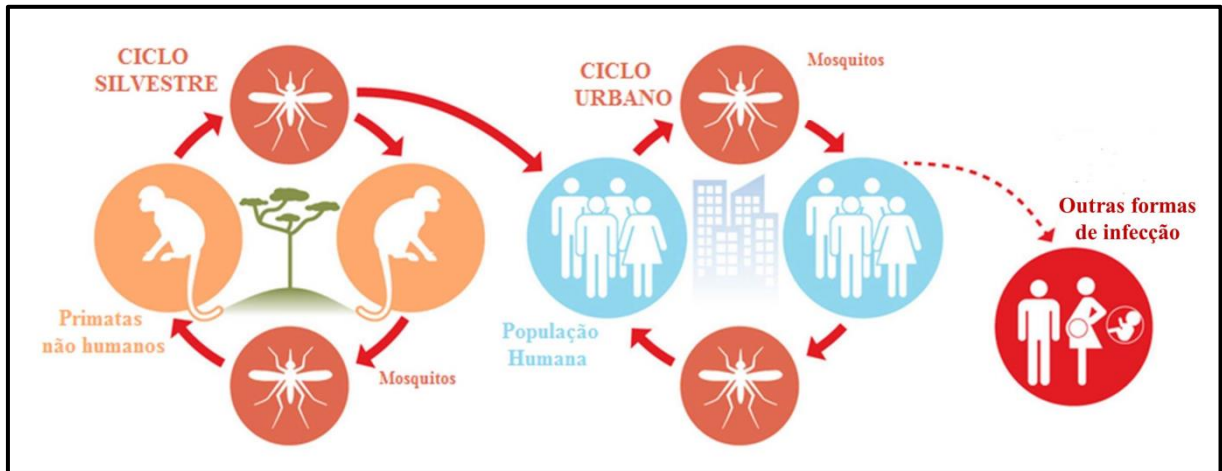 CICLO
SILVESTRE
Primatas
não humanos
Mosquitos
CICLO
URBANO
Mosquitos
População
Humana
Outras formas
de infecção